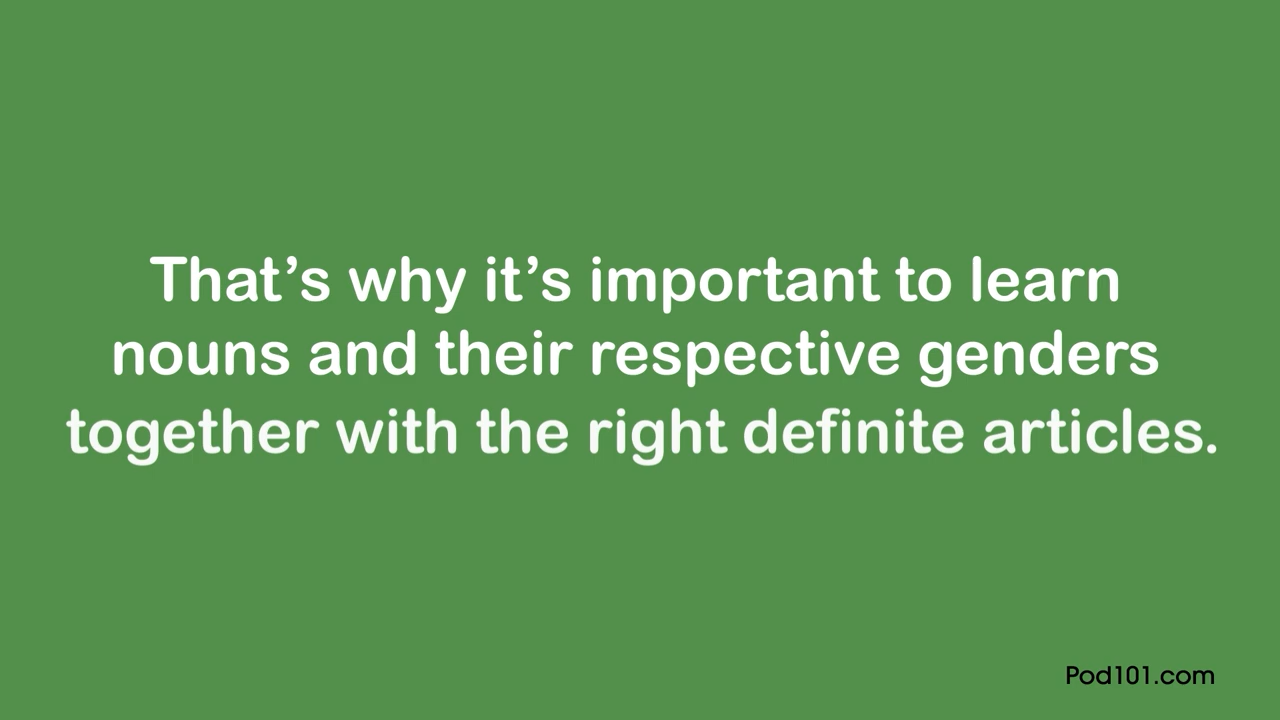 That’s why it’s important to learn
nouns and their respective genders
together with the right definite articles.
Pod101.com